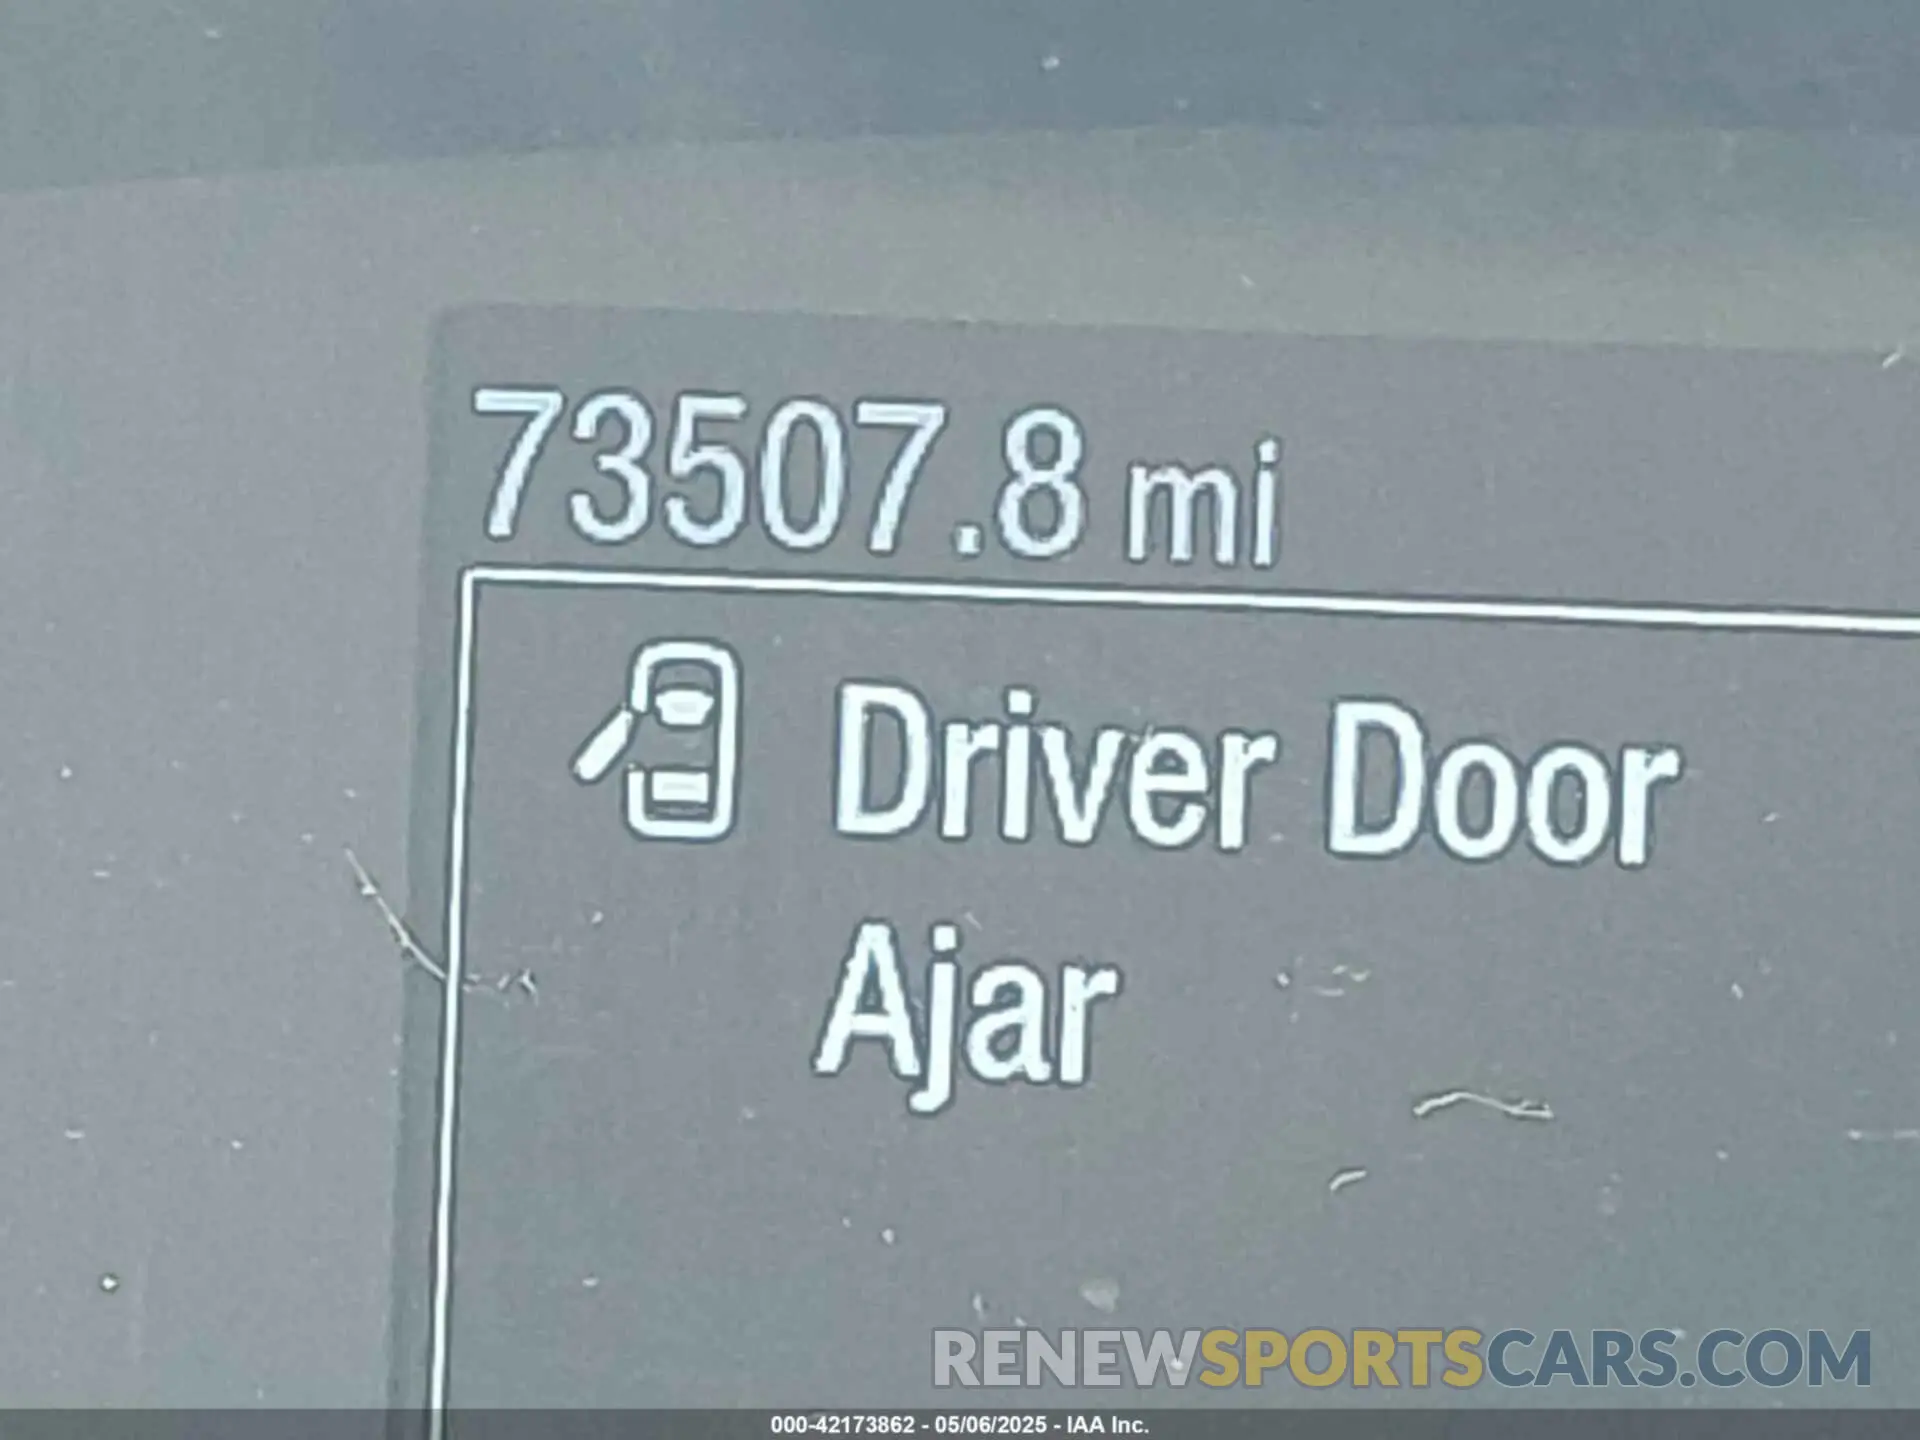 73507.8 mi
Driver Door
Ajar
RENEWSPORTSCARS.COM
000-42173862 - 05/06/2025 - IAA Inc.